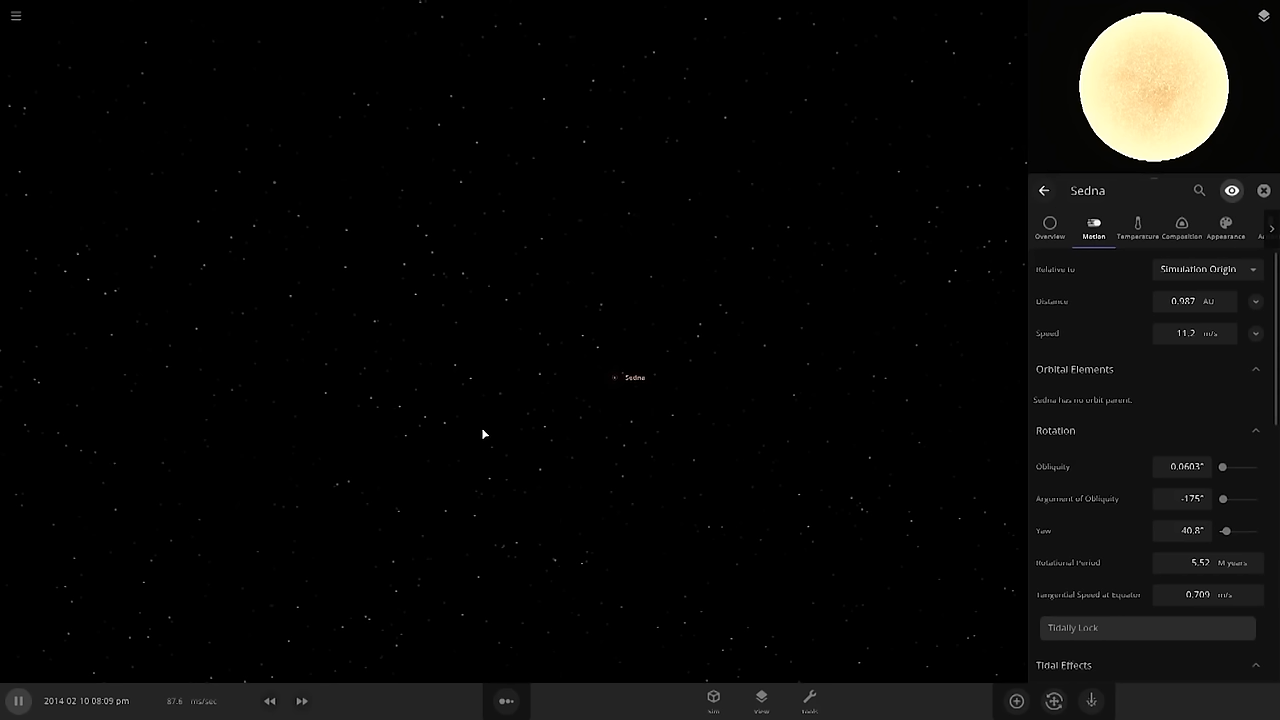 Sedna
Overview Motion Temperature Composition Appearance
Relative to Simulation Origin
Distance 0.987 AU
Speed 11.2 m/s
Orbital Elements
Sedna has no orbit parent.
Rotation
Obliquity 0.0603°
Argument of Obliquity -175°
Yaw 40.8°
Rotational Period 5.52 M years
Tangential Speed at Equator 0.709 m/s
Tidally Lock
Tidal Effects
Sedna
2014-02-10 08:09 pm 87.6 ms/sec
Sim View Tools